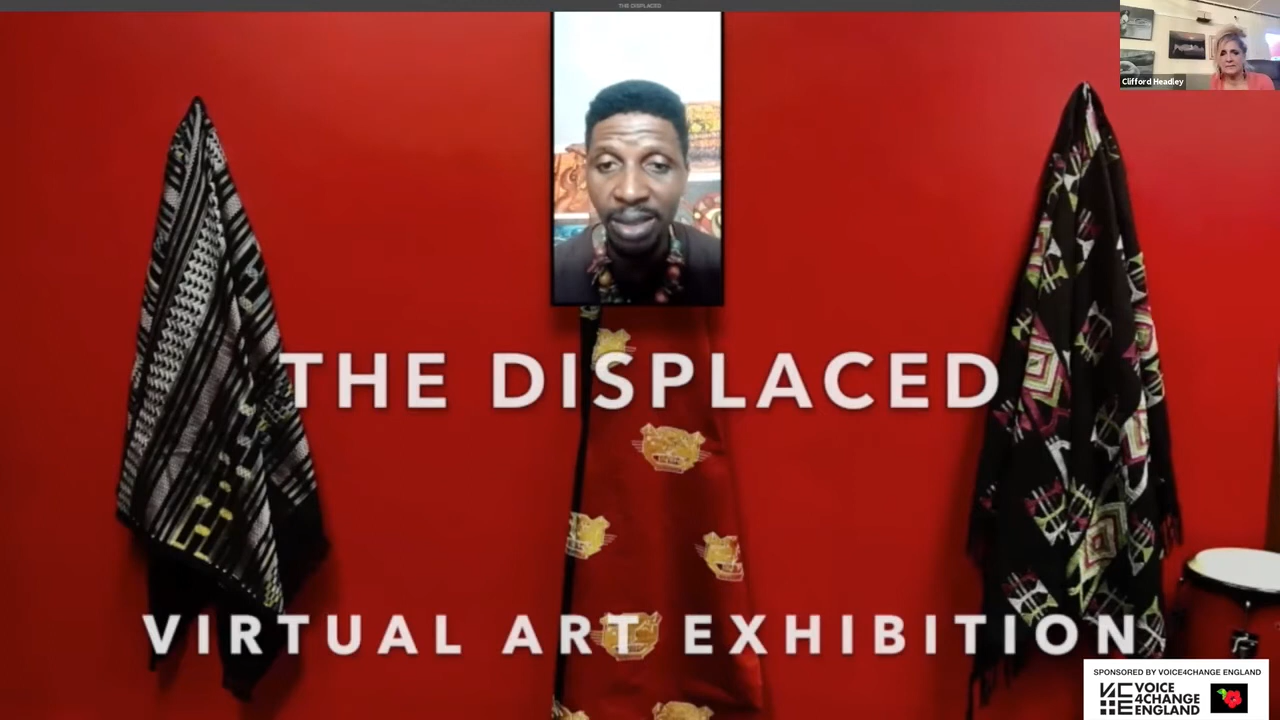 THE DISPLACED
Clifford Headley
THE DISPLACED
VIRTUAL ART EXHIBITION
SPONSORED BY VOICE4CHANGE ENGLAND
VOICE
4CHANGE
ENGLAND